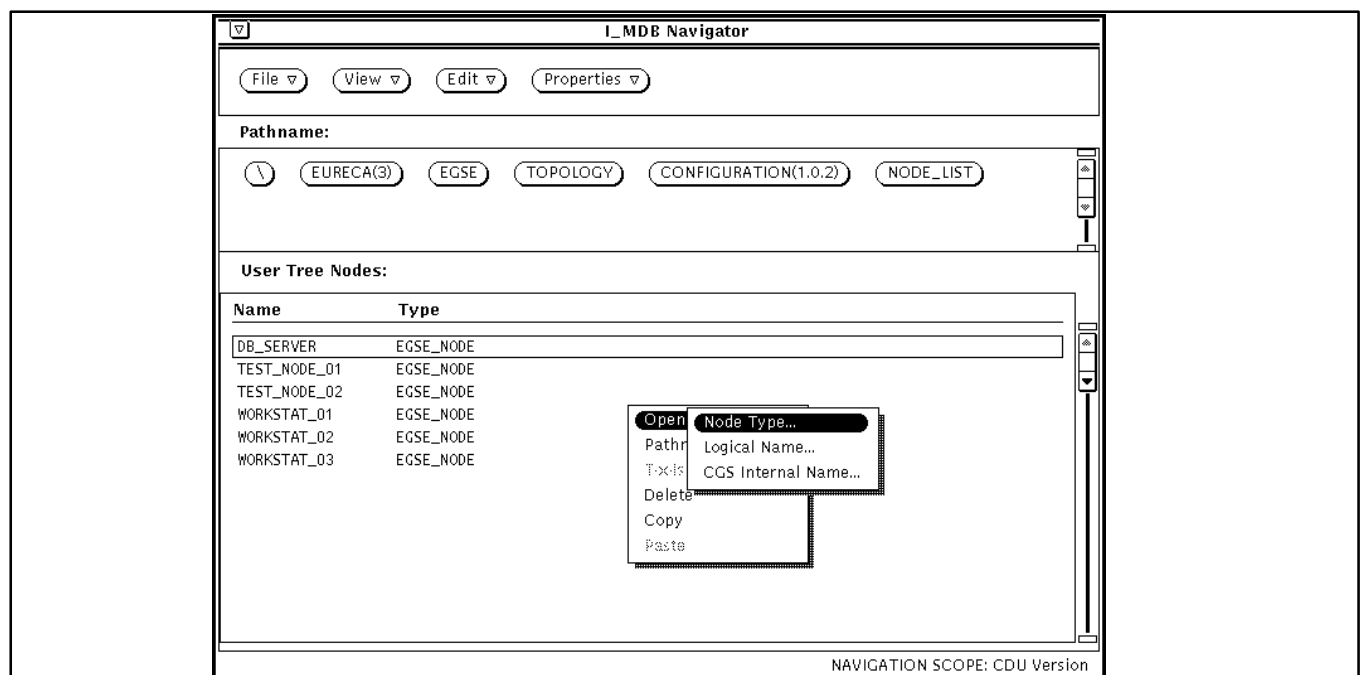 I_MDB Navigator
File View Edit Properties
Pathname:
\ EURECA(3) EGSE TOPOLOGY CONFIGURATION(1.0.2) NODE_LIST
User Tree Nodes:
Name Type
DB_SERVER EGSE_NODE
TEST_NODE_01 EGSE_NODE
TEST_NODE_02 EGSE_NODE
WORKSTAT_01 EGSE_NODE
WORKSTAT_02 EGSE_NODE
WORKSTAT_03 EGSE_NODE
Open Node Type...
Logical Name...
CGS Internal Name...
Delete
Copy
Paste
NAVIGATION SCOPE: CDU Version